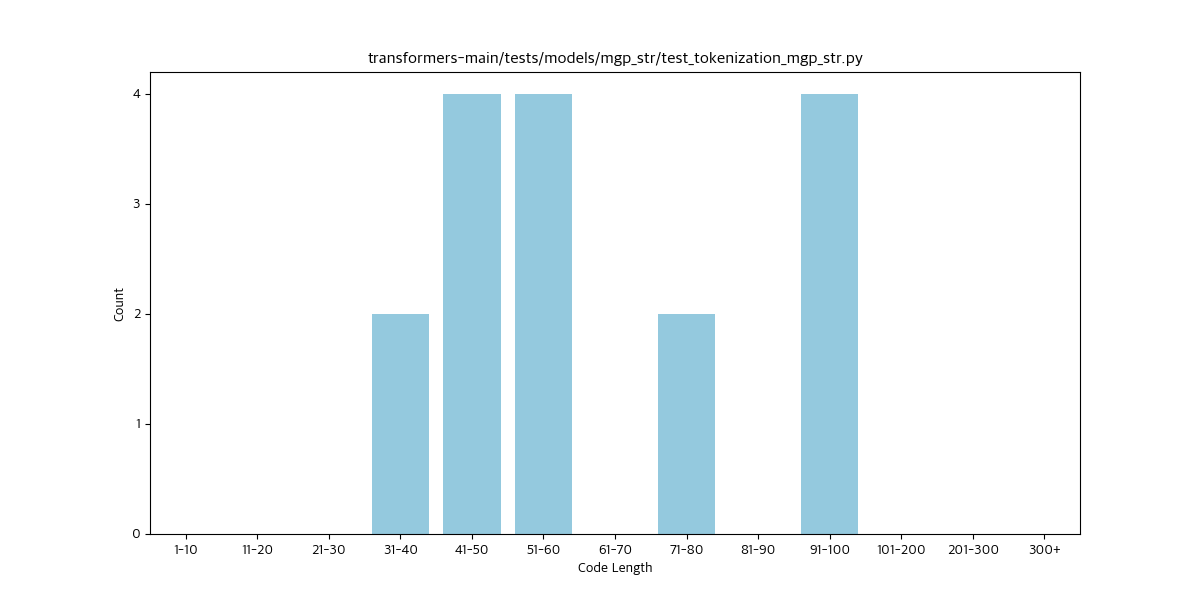 transformers-main/tests/models/mgp_str/test_tokenization_mgp_str.py
Count
4
3
2
1
0
1-10 11-20 21-30 31-40 41-50 51-60 61-70 71-80 81-90 91-100 101-200 201-300 300+
Code Length